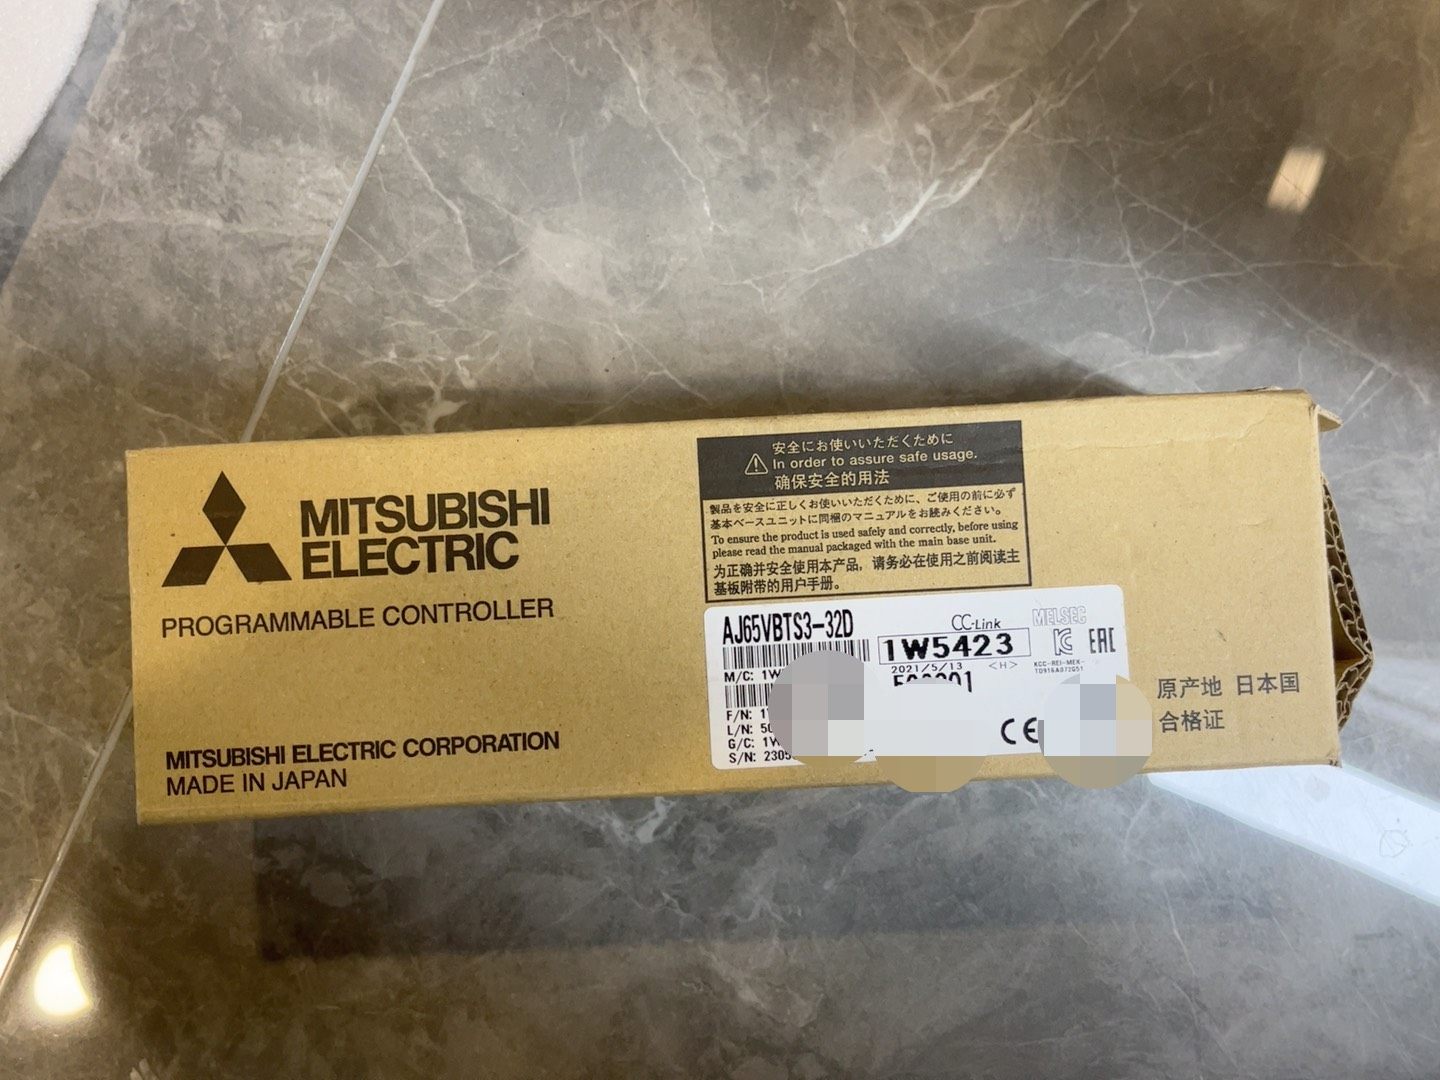 MITSUBISHI
ELECTRIC
PROGRAMMABLE CONTROLLER
MITSUBISHI ELECTRIC CORPORATION
MADE IN JAPAN
安全にお使いいただくために
In order to assure safe usage.
确保安全的用法
製品を安全に正しくお使いいただくために、ご使用の前に必ず
基本ベースユニットに同梱のマニュアルをお読みください。
To ensure the product is used safely and correctly, before using
please read the manual packaged with the main base unit.
为正确并安全使用本产品，请务必在使用之前阅读主
基板附带的用户手册。
AJ65VBTS3-32D
CC-Link
MELSEC
1W5423
2021/5/13 <H>
KCC-REI-MEK-
EAC
M/C: 1W
F/N:
L/N:
G/C: 1W
S/N:
CE
原产地 日本国
合格证